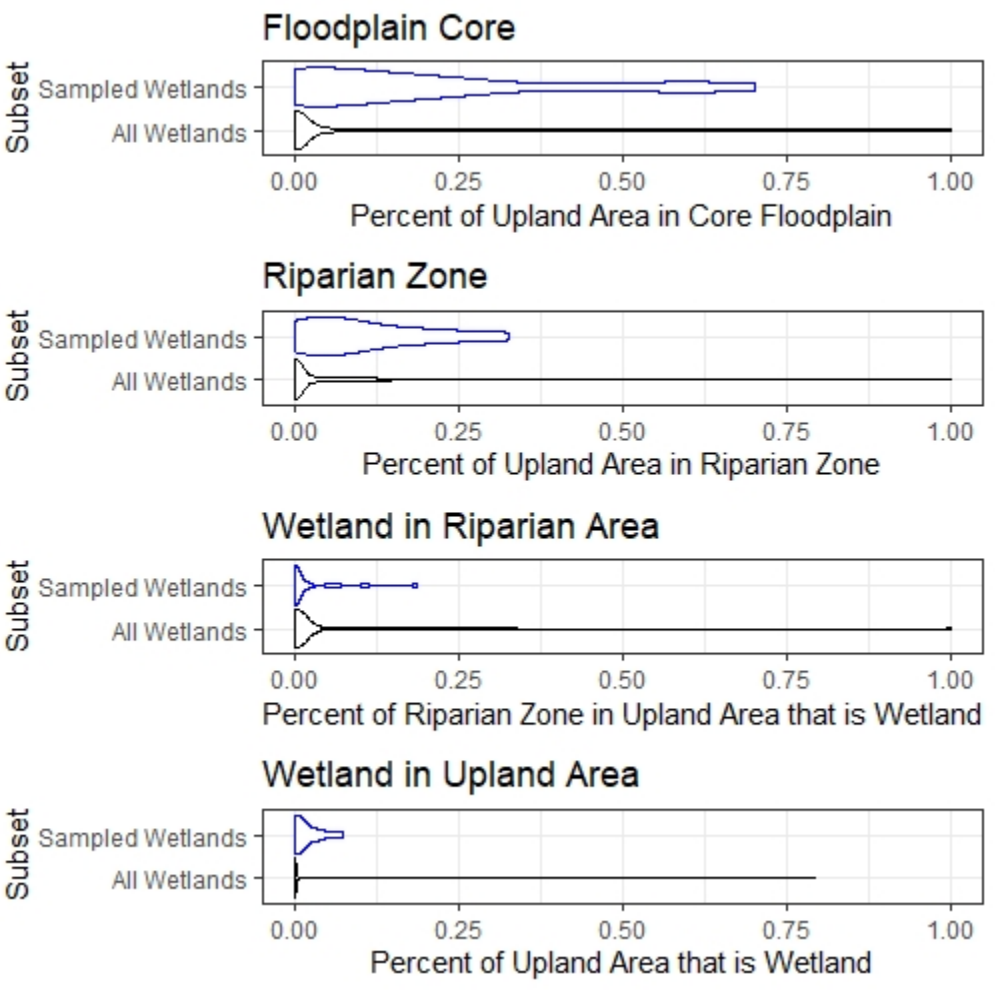 Floodplain Core
Subset
Sampled Wetlands
All Wetlands
0.00 0.25 0.50 0.75 1.00
Percent of Upland Area in Core Floodplain
Riparian Zone
Subset
Sampled Wetlands
All Wetlands
0.00 0.25 0.50 0.75 1.00
Percent of Upland Area in Riparian Zone
Wetland in Riparian Area
Subset
Sampled Wetlands
All Wetlands
0.00 0.25 0.50 0.75 1.00
Percent of Riparian Zone in Upland Area that is Wetland
Wetland in Upland Area
Subset
Sampled Wetlands
All Wetlands
0.00 0.25 0.50 0.75 1.00
Percent of Upland Area that is Wetland